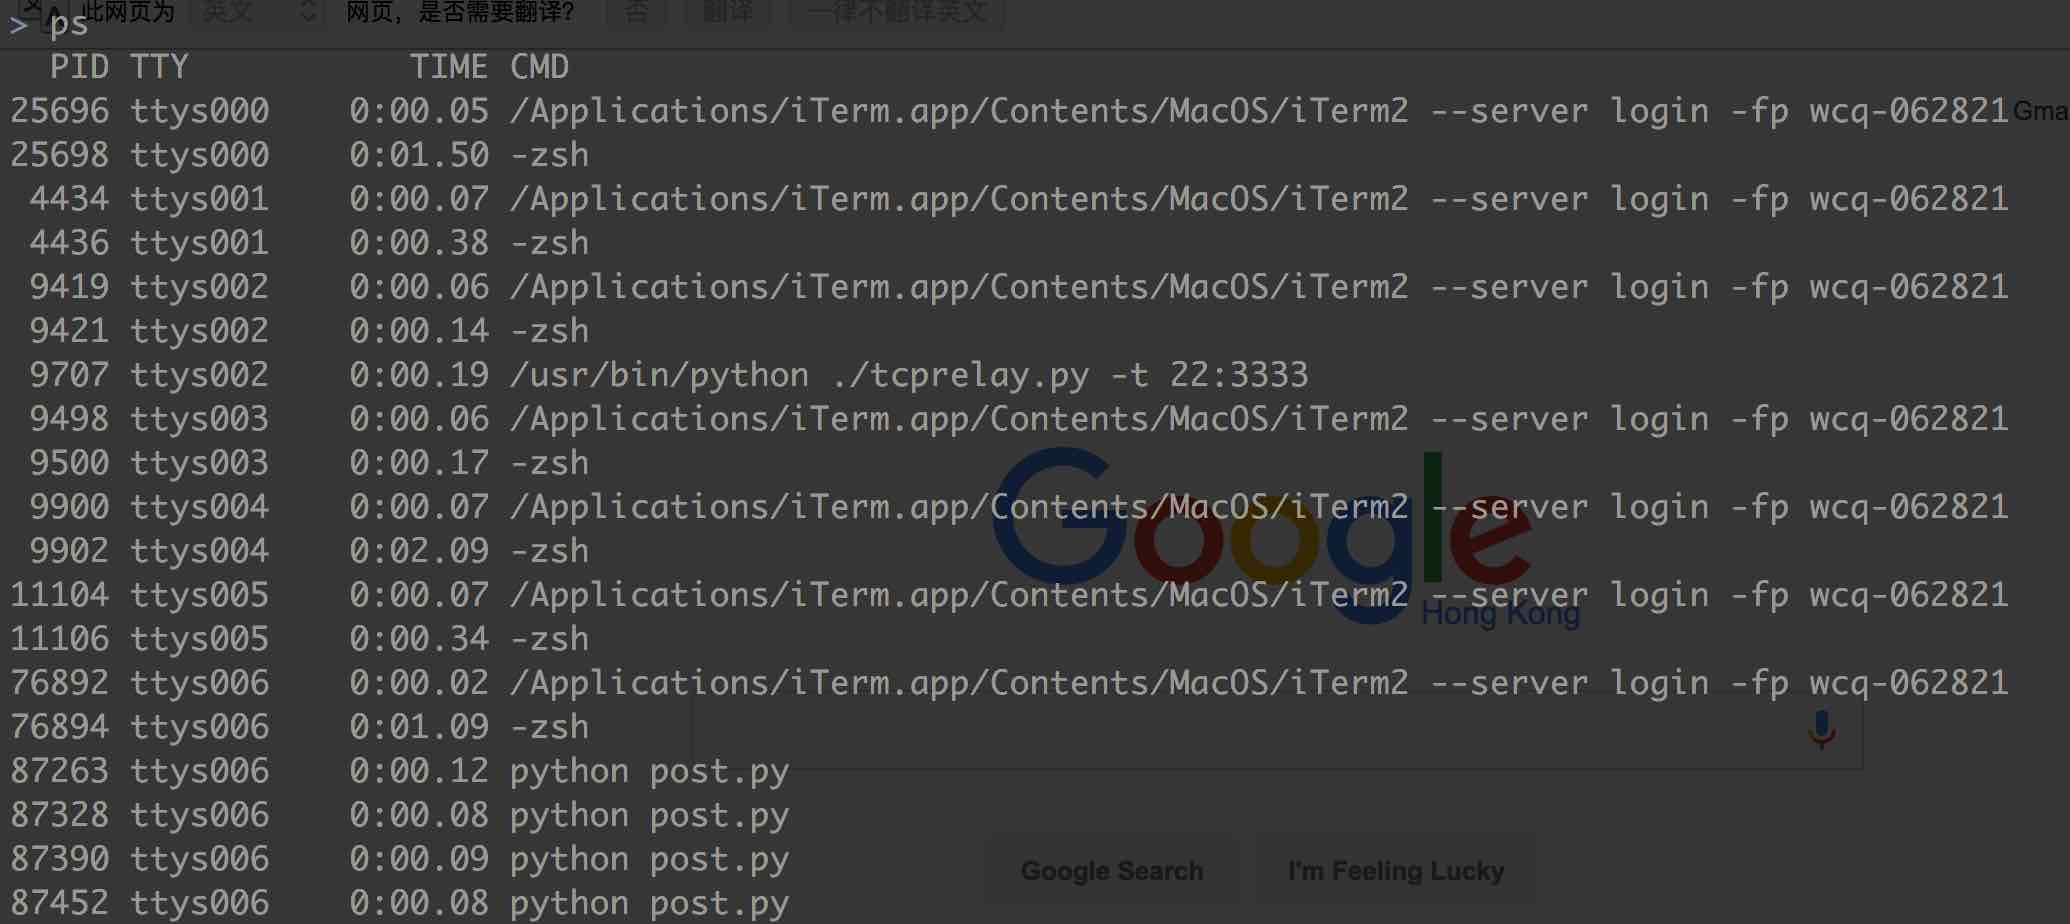 此网页为 英文 网页，是否需要翻译？ 否 翻译 一律不翻译英文
> ps
PID TTY TIME CMD
25696 ttys000 0:00.05 /Applications/iTerm.app/Contents/MacOS/iTerm2 --server login -fp wcq-062821 Gma
25698 ttys000 0:01.50 -zsh
4434 ttys001 0:00.07 /Applications/iTerm.app/Contents/MacOS/iTerm2 --server login -fp wcq-062821
4436 ttys001 0:00.38 -zsh
9419 ttys002 0:00.06 /Applications/iTerm.app/Contents/MacOS/iTerm2 --server login -fp wcq-062821
9421 ttys002 0:00.14 -zsh
9707 ttys002 0:00.19 /usr/bin/python ./tcprelay.py -t 22:3333
9498 ttys003 0:00.06 /Applications/iTerm.app/Contents/MacOS/iTerm2 --server login -fp wcq-062821
9500 ttys003 0:00.17 -zsh
9900 ttys004 0:00.07 /Applications/iTerm.app/Contents/MacOS/iTerm2 --server login -fp wcq-062821
Google
9902 ttys004 0:02.09 -zsh
11104 ttys005 0:00.07 /Applications/iTerm.app/Contents/MacOS/iTerm2 --server login -fp wcq-062821
Hong Kong
11106 ttys005 0:00.34 -zsh
76892 ttys006 0:00.02 /Applications/iTerm.app/Contents/MacOS/iTerm2 --server login -fp wcq-062821
76894 ttys006 0:01.09 -zsh
87263 ttys006 0:00.12 python post.py
87328 ttys006 0:00.08 python post.py
87390 ttys006 0:00.09 python post.py
Google Search I'm Feeling Lucky
87452 ttys006 0:00.08 python post.py